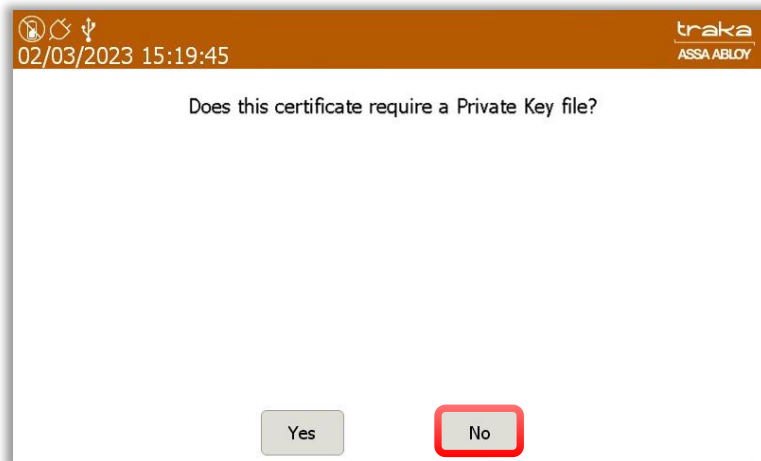 traka
02/03/2023 15:19:45
ASSA ABLOY
Does this certificate require a Private Key file?
Yes
No